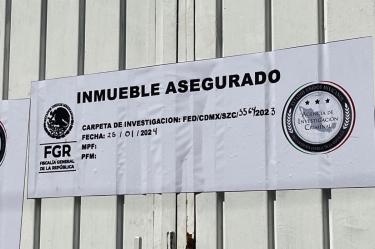 INMUEBLE ASEGURADO
CARPETA DE INVESTIGACIÓN: FED/CDMX/SZC/3564/2023
FECHA: 26/01/2024
MPF:
PFM:
FGR
FISCALÍA GENERAL
DE LA REPÚBLICA
AGENCIA DE
INVESTIGACIÓN
CRIMINAL